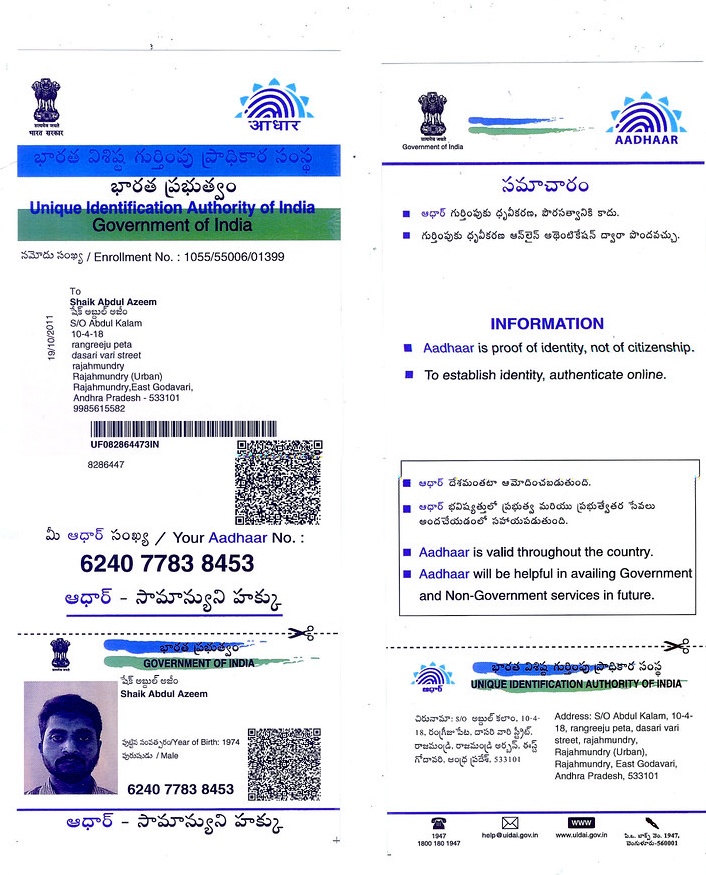 भारत सरकार
आधार
భారత విశిష్ట గుర్తింపు ప్రాధికార సంస్థ
భారత ప్రభుత్వం
Unique Identification Authority of India
Government of India
నమోదు సంఖ్య / Enrollment No. : 1055/55006/01399
19/10/2011
To
Shaik Abdul Azeem
షేక్ అబ్దుల్ అజీం
S/O Abdul Kalam
10-4-18
rangreeju peta
dasari vari street
rajahmundry
Rajahmundry (Urban)
Rajahmundry,East Godavari,
Andhra Pradesh - 533101
9985615582
UF082864473IN
8286447
మీ ఆధార్ సంఖ్య / Your Aadhaar No. :
6240 7783 8453
ఆధార్ - సామాన్యుని హక్కు
భారత ప్రభుత్వం
GOVERNMENT OF INDIA
షేక్ అబ్దుల్ అజీం
Shaik Abdul Azeem
పుట్టిన సంవత్సరం/Year of Birth: 1974
పురుషుడు / Male
6240 7783 8453
ఆధార్ - సామాన్యుని హక్కు
Government of India
AADHAAR
సమాచారం
ఆధార్ గుర్తింపుకు ధృవీకరణ, పౌరసత్వానికి కాదు.
గుర్తింపుకు ధృవీకరణ ఆన్‌లైన్ అథెంటికేషన్ ద్వారా పొందవచ్చు.
INFORMATION
Aadhaar is proof of identity, not of citizenship.
To establish identity, authenticate online.
ఆధార్ దేశమంతటా ఆమోదించబడుతుంది.
ఆధార్ భవిష్యత్తులో ప్రభుత్వ మరియు ప్రభుత్వేతర సేవలు
అందచేయడంలో సహాయపడుతుంది.
Aadhaar is valid throughout the country.
Aadhaar will be helpful in availing Government
and Non-Government services in future.
భారత విశిష్ట గుర్తింపు ప్రాధికార సంస్థ
UNIQUE IDENTIFICATION AUTHORITY OF INDIA
ఆధార్
చిరునామా: S/O అబ్దుల్ కలాం, 10-4-
18, రంగ్రీజు పేట, దాసరి వారి స్ట్రీట్,
రాజమండ్రి, రాజమండ్రి అర్బన్, ఈస్ట్
గోదావరి, ఆంధ్ర ప్రదేశ్, 533101
Address: S/O Abdul Kalam, 10-4-
18, rangreeju peta, dasari vari
street, rajahmundry,
Rajahmundry (Urban),
Rajahmundry, East Godavari,
Andhra Pradesh, 533101
1947
1800 180 1947
help@uidai.gov.in
WWW
www.uidai.gov.in
పి.ఒ. బాక్స్ నెం. 1947,
బెంగుళూరు-560001